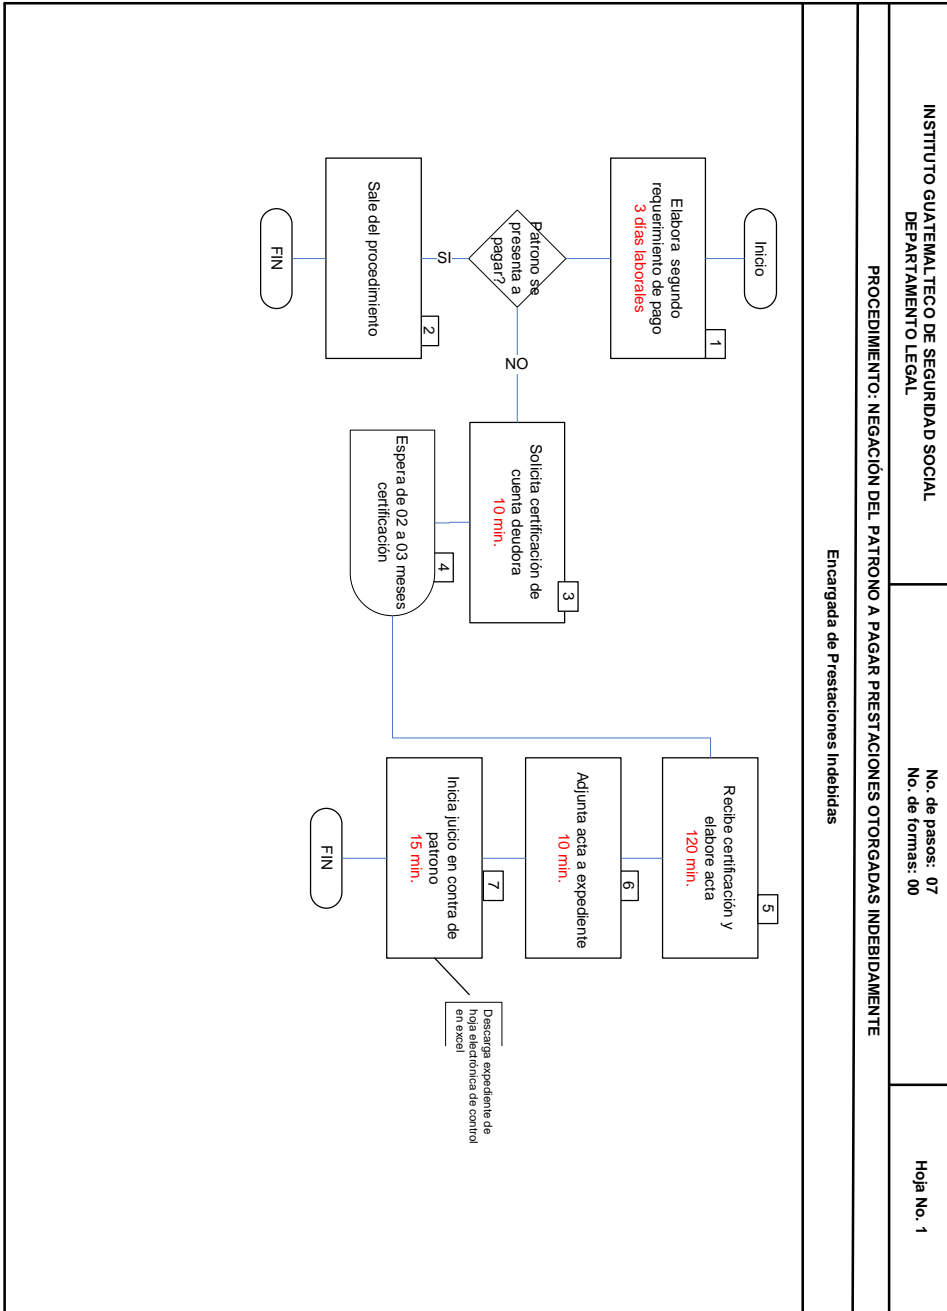 INSTITUTO GUATEMALTECO DE SEGURIDAD SOCIAL
DEPARTAMENTO LEGAL
No. de pasos: 07
No. de formas: 00
Hoja No. 1
PROCEDIMIENTO: NEGACIÓN DEL PATRONO A PAGAR PRESTACIONES OTORGADAS INDEBIDAMENTE
Encargada de Prestaciones Indebidas
Inicio
1
Elabora segundo
requerimiento de pago
3 días laborales
Patrono se
presenta a
pagar?
SI
NO
2
Sale del procedimiento
FIN
3
Solicita certificación de
cuenta deudora
10 min.
4
Espera de 02 a 03 meses
certificación
5
Recibe certificación y
elabore acta
120 min.
6
Adjunta acta a expediente
10 min.
7
Inicia juicio en contra de
patrono
15 min.
Descarga expediente de
hoja electrónica de control
en excel
FIN